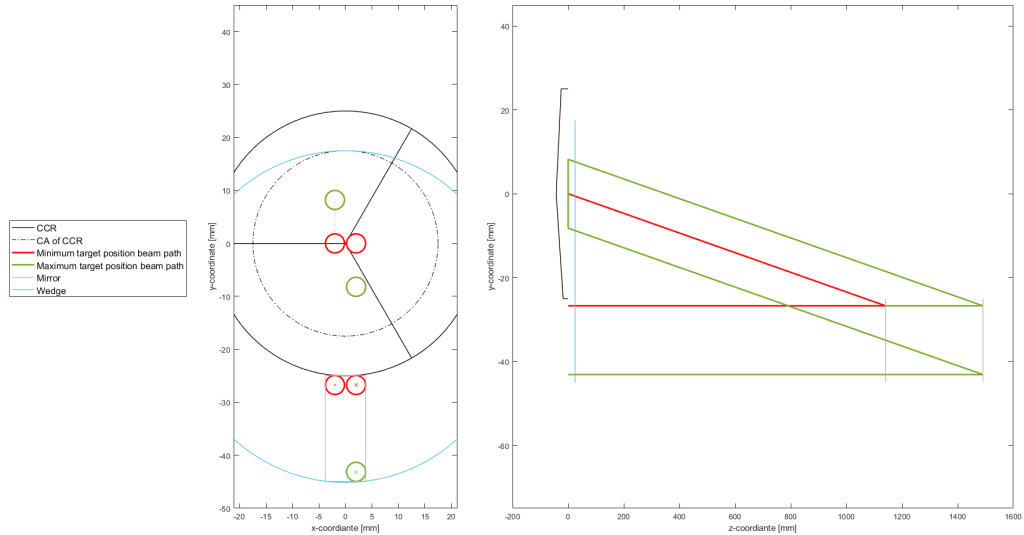 CCR
CA of CCR
Minimum target position beam path
Maximum target position beam path
Mirror
Wedge
40
30
20
10
0
-10
-20
-30
-40
-50
y-coordinate [mm]
-20 -15 -10 -5 0 5 10 15 20
x-coordiante [mm]
40
20
0
-20
-40
-60
y-coordinate [mm]
-200 0 200 400 600 800 1000 1200 1400 1600
z-coordiante [mm]